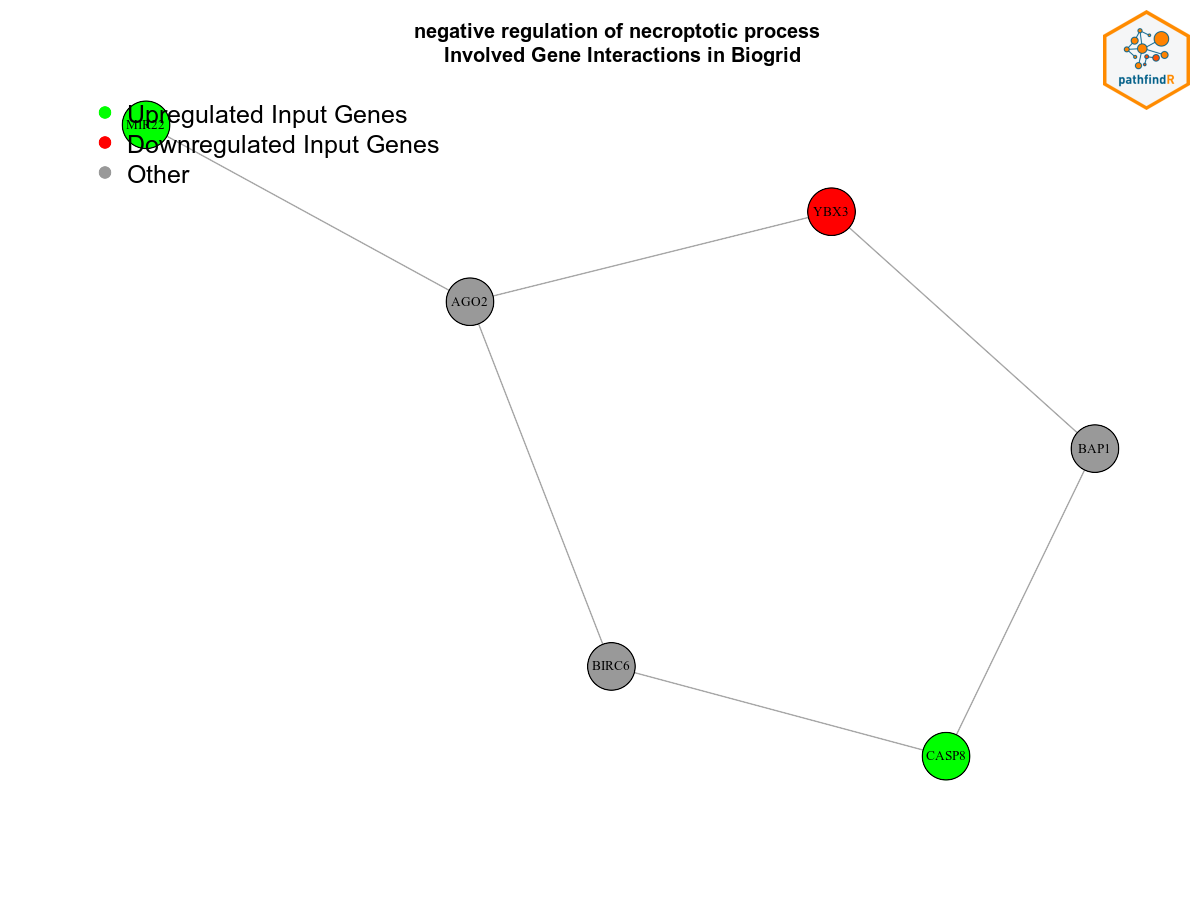 negative regulation of necroptotic process
Involved Gene Interactions in Biogrid
pathfindR
Upregulated Input Genes
MIR22
Downregulated Input Genes
Other
YBX3
AGO2
BAP1
BIRC6
CASP8